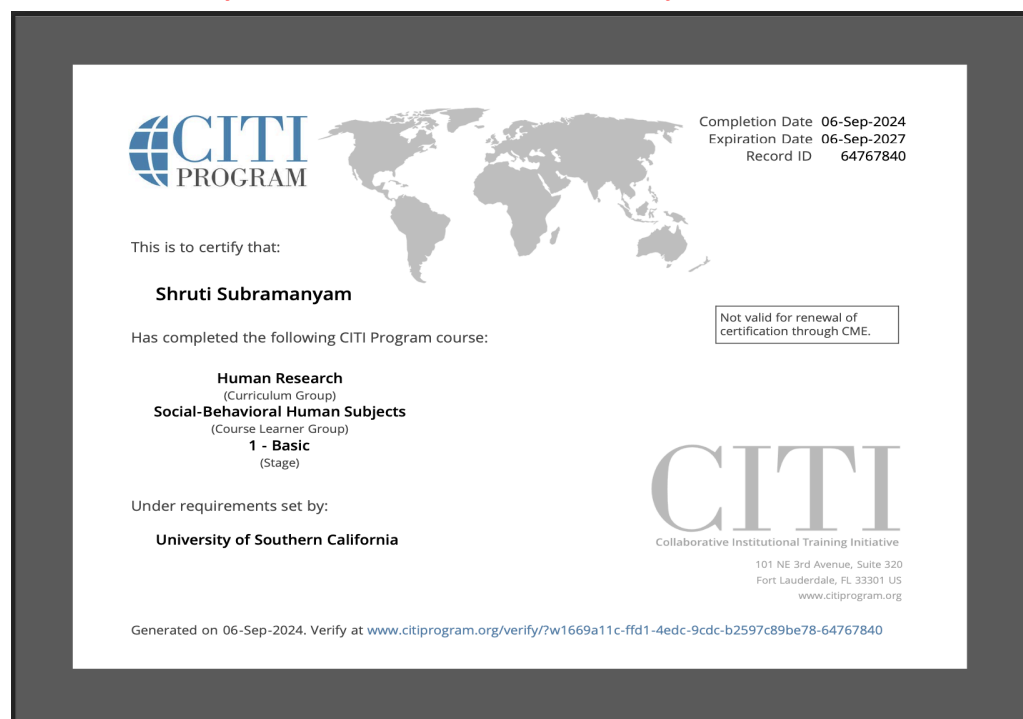 CITI
PROGRAM
Completion Date 06-Sep-2024
Expiration Date 06-Sep-2027
Record ID 64767840
This is to certify that:
Shruti Subramanyam
Not valid for renewal of
certification through CME.
Has completed the following CITI Program course:
Human Research
(Curriculum Group)
Social-Behavioral Human Subjects
(Course Learner Group)
1 - Basic
(Stage)
Under requirements set by:
University of Southern California
CITI
Collaborative Institutional Training Initiative
101 NE 3rd Avenue, Suite 320
Fort Lauderdale, FL 33301 US
www.citiprogram.org
Generated on 06-Sep-2024. Verify at www.citiprogram.org/verify/?w1669a11c-ffd1-4edc-9cdc-b2597c89be78-64767840